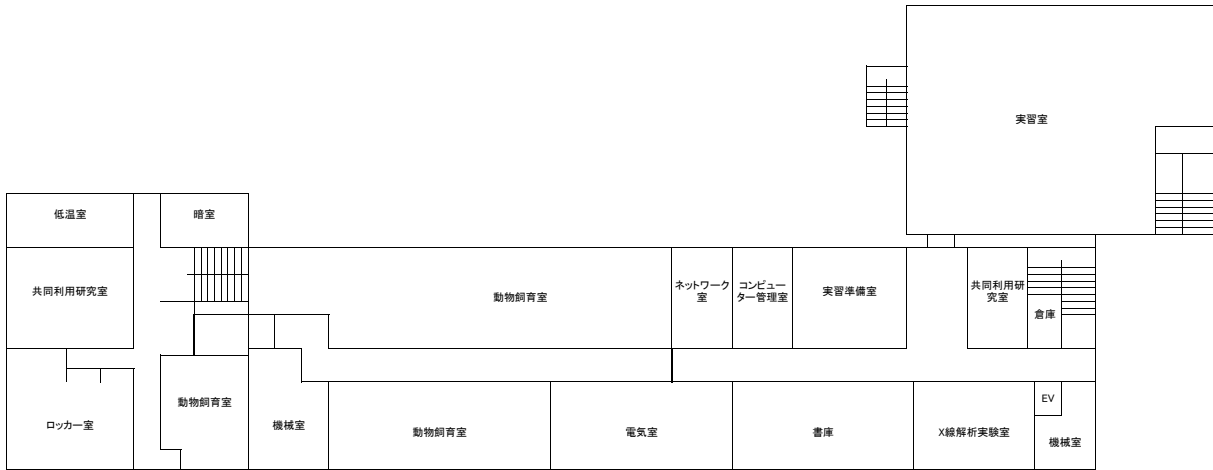 実習室
低温室
暗室
共同利用研究室
動物飼育室
ネットワーク
室
コンピュー
ター管理室
実習準備室
共同利用研
究室
倉庫
ロッカー室
動物飼育室
機械室
動物飼育室
電気室
書庫
X線解析実験室
EV
機械室